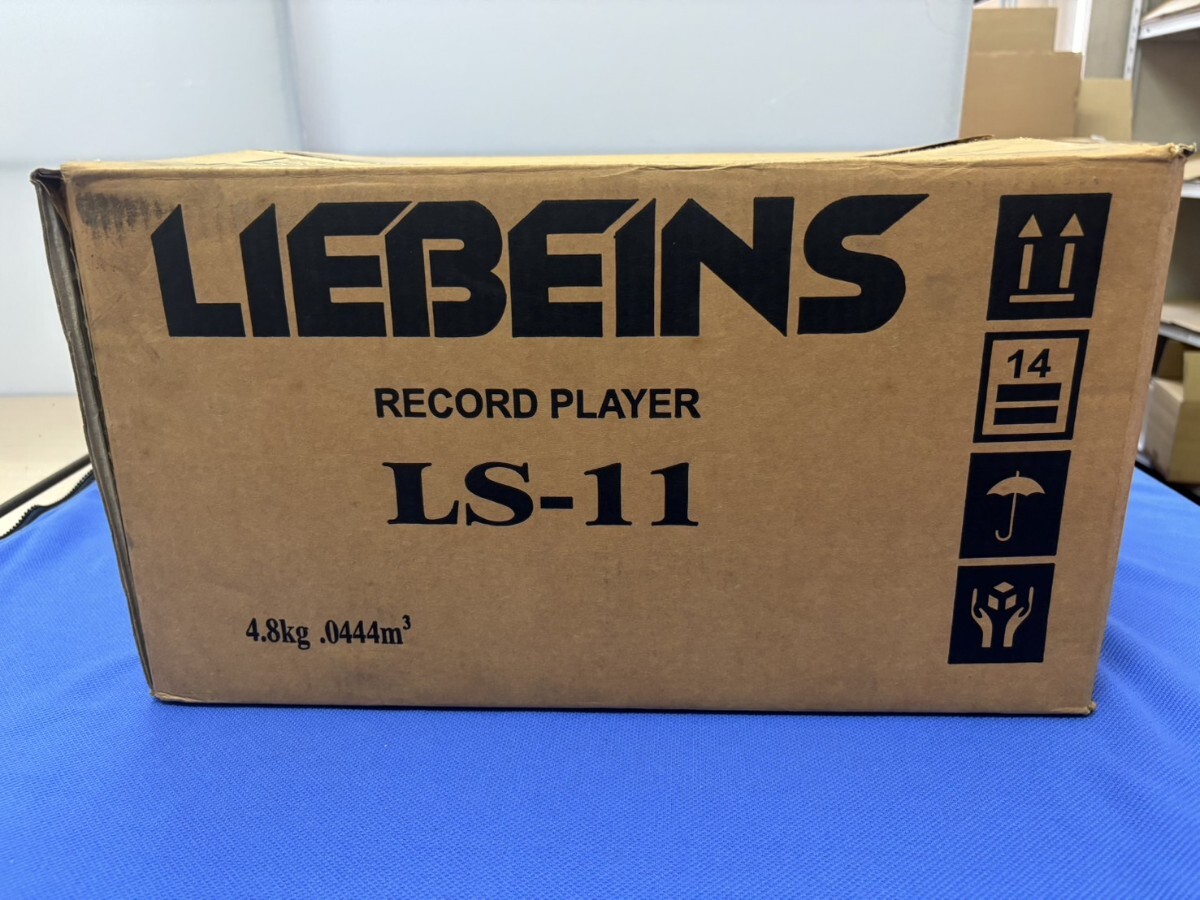 LIEBEINS
RECORD PLAYER
LS-11
4.8kg .0444m³
14